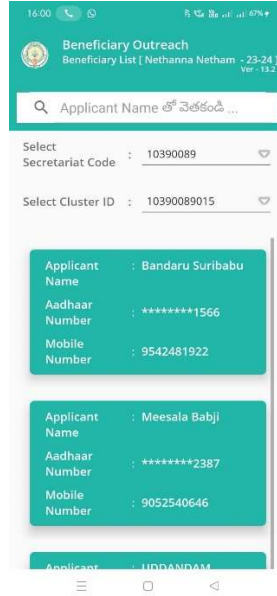 16:00
67%
Beneficiary Outreach
Beneficiary List [ Nethanna Netham - 23-24 ]
Ver - 13.2
Applicant Name తో వెతకండి ...
Select Secretariat Code : 10390089
Select Cluster ID : 10390089015
Applicant Name : Bandaru Suribabu
Aadhaar Number : ********1566
Mobile Number : 9542481922
Applicant Name : Meesala Babji
Aadhaar Number : ********2387
Mobile Number : 9052540646
Applicant : UDDANDAM